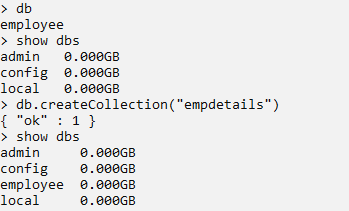 > db
employee
> show dbs
admin   0.000GB
config  0.000GB
local   0.000GB
> db.createCollection("empdetails")
{ "ok" : 1 }
> show dbs
admin     0.000GB
config    0.000GB
employee  0.000GB
local     0.000GB